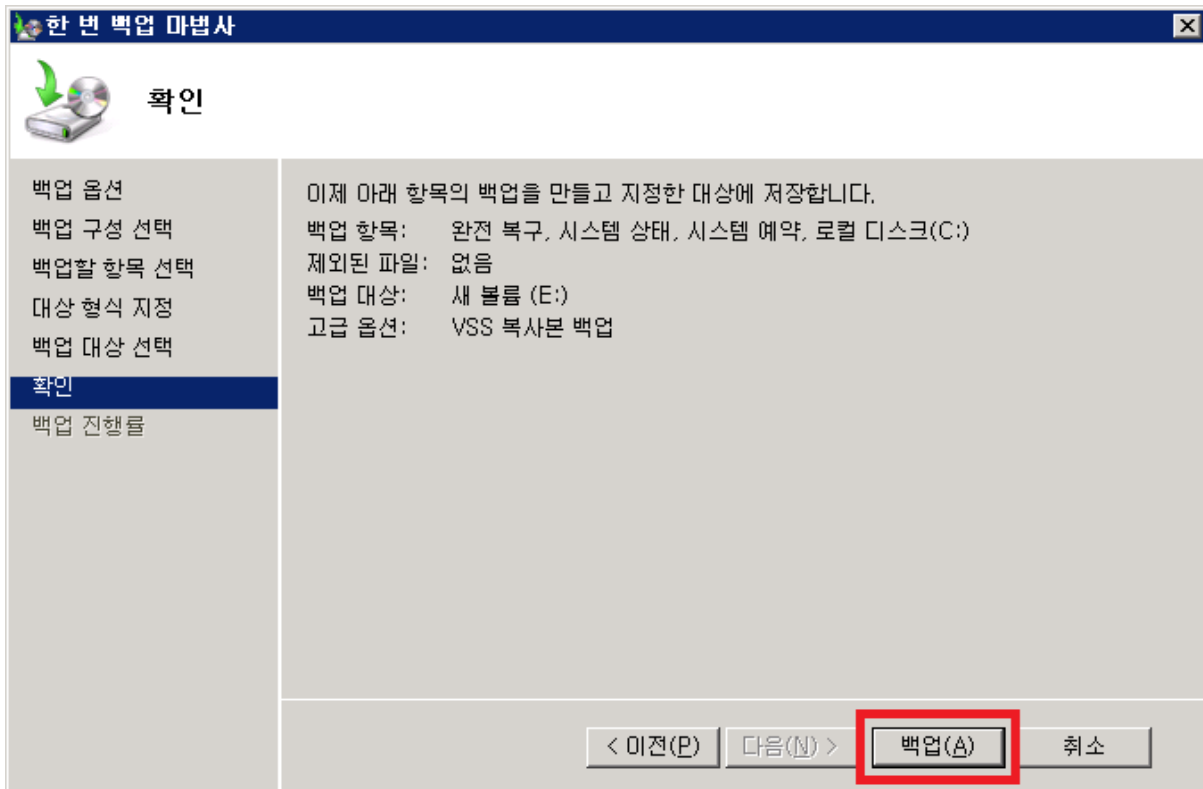 한 번 백업 마법사
확인
백업 옵션
백업 구성 선택
백업할 항목 선택
대상 형식 지정
백업 대상 선택
확인
백업 진행률
이제 아래 항목의 백업을 만들고 지정한 대상에 저장합니다.
백업 항목: 완전 복구, 시스템 상태, 시스템 예약, 로컬 디스크(C:)
제외된 파일: 없음
백업 대상: 새 볼륨 (E:)
고급 옵션: VSS 복사본 백업
< 이전(P) 다음(N) > 백업(A) 취소